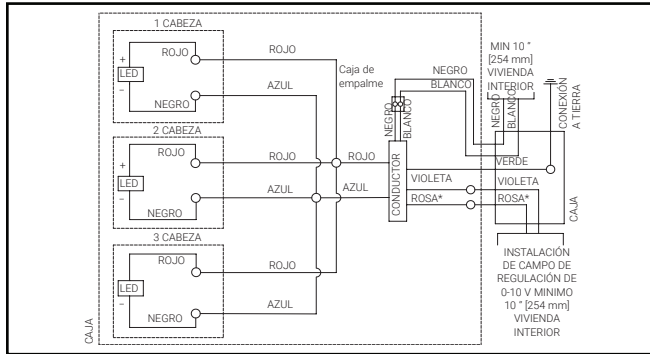 1 CABEZA
ROJO
+
LED
−
NEGRO
ROJO
AZUL
Caja de
empalme
2 CABEZA
ROJO
+
LED
−
NEGRO
ROJO
AZUL
ROJO
AZUL
3 CABEZA
ROJO
+
LED
−
NEGRO
ROJO
AZUL
CAJA
NEGRO
BLANCO
NEGRO
BLANCO
CONDUCTOR
MIN 10 "
[254 mm]
VIVIENDA
INTERIOR
NEGRO
BLANCO
CONEXIÓN
A TIERRA
VERDE
VIOLETA
VIOLETA
ROSA*
ROSA*
CAJA
INSTALACIÓN
DE CAMPO DE
REGULACIÓN DE
0-10 V MINIMO
10 " [254 mm]
VIVIENDA
INTERIOR